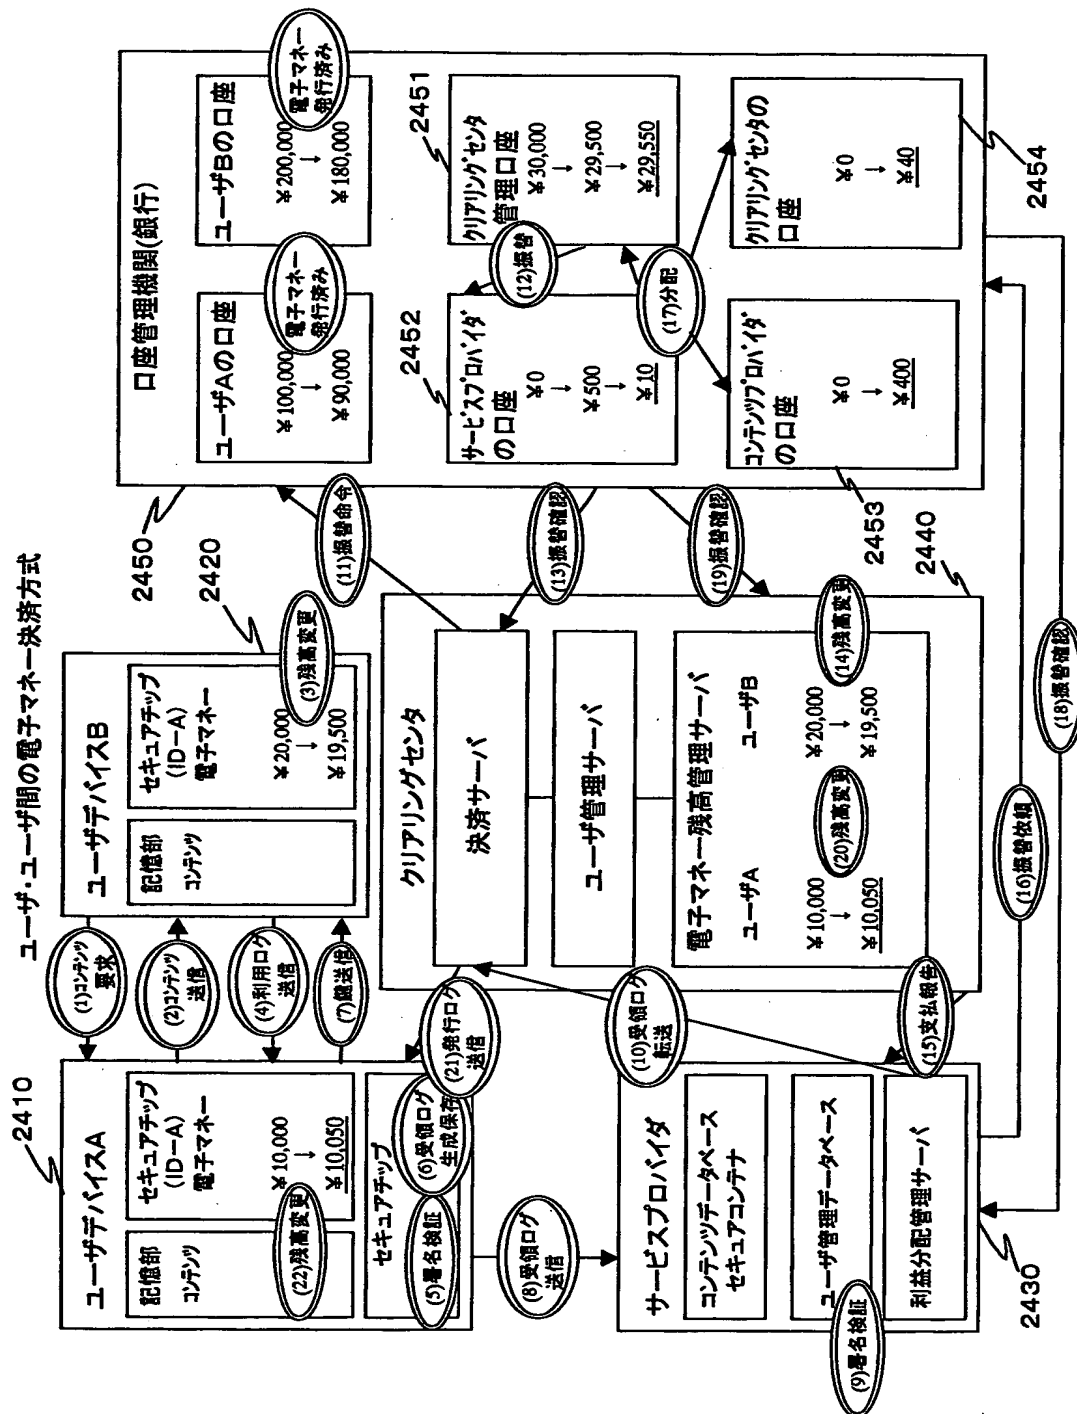 ユーザ・ユーザ間の電子マネー決済方式
2410
ユーザデバイスA
記憶部
コンテンツ
セキュアチップ
(ID−A)
電子マネー
¥10,000
↓
¥10,050
(22)残高変更
セキュアチップ
(5)署名検証
(6)受領ログ
生成保存
(1)コンテンツ
要求
(2)コンテンツ
送信
(4)利用ログ
送信
(7)鍵送信
2420
ユーザデバイスB
記憶部
コンテンツ
セキュアチップ
(ID−A)
電子マネー
¥20,000
↓
¥19,500
(3)残高変更
(8)受領ログ
送信
(21)発行ログ
送信
(10)受領ログ
転送
(15)支払報告
サービスプロバイダ
コンテンツデータベース
セキュアコンテナ
ユーザ管理データベース
利益分配管理サーバ
(9)署名検証
2430
クリアリングセンタ
決済サーバ
ユーザ管理サーバ
電子マネー残高管理サーバ
ユーザA
¥10,000
↓
¥10,050
(20)残高変更
ユーザB
¥20,000
↓
¥19,500
(14)残高変更
2440
(11)振替命令
(13)振替確認
(19)振替確認
(16)振替依頼
(18)振替確認
2450
口座管理機関(銀行)
ユーザAの口座
¥100,000
↓
¥90,000
電子マネー
発行済み
ユーザBの口座
¥200,000
↓
¥180,000
電子マネー
発行済み
2452
サービスプロバイダ
の口座
¥0
↓
¥500
↓
¥10
(12)振替
2451
クリアリングセンタ
管理口座
¥30,000
↓
¥29,500
↓
¥29,550
(17)分配
コンテンツプロバイダ
の口座
¥0
↓
¥400
2453
クリアリングセンタの
口座
¥0
↓
¥40
2454